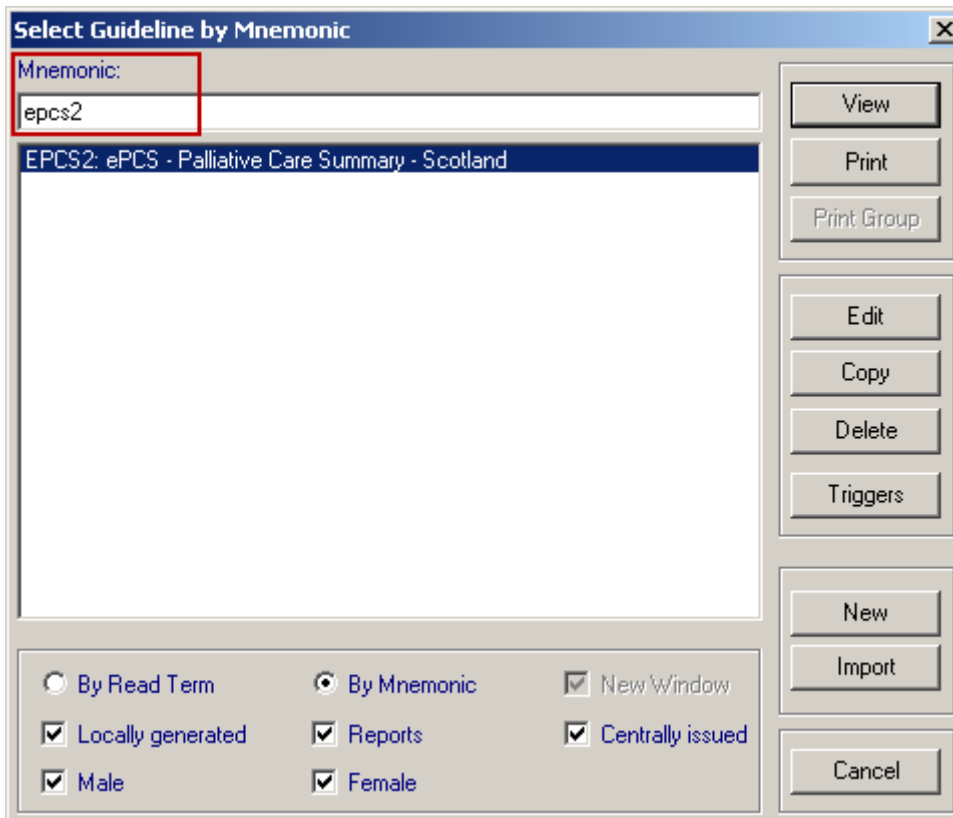 Select Guideline by Mnemonic
Mnemonic:
epcs2
EPCS2: ePCS - Palliative Care Summary - Scotland
View
Print
Print Group
Edit
Copy
Delete
Triggers
New
Import
Cancel
By Read Term
By Mnemonic
New Window
Locally generated
Reports
Centrally issued
Male
Female